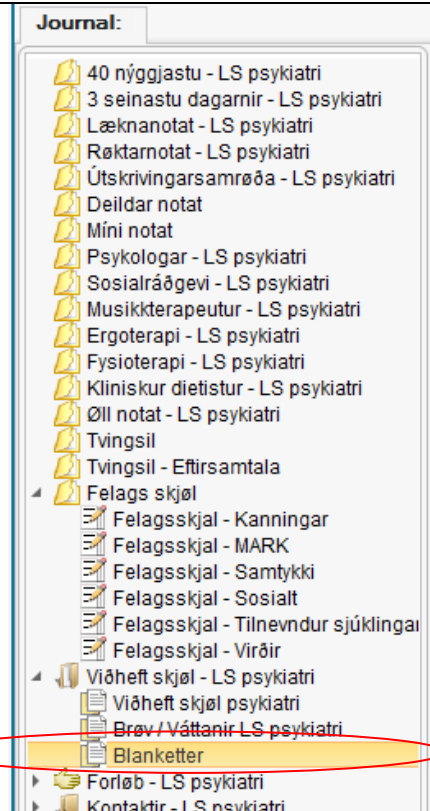 Journal:
40 nýggjastu - LS psykiatri
3 seinastu dagarnir - LS psykiatri
Læknanotat - LS psykiatri
Røktarnotat - LS psykiatri
Útskrivingarsamrøða - LS psykiatri
Deildar notat
Míni notat
Psykologar - LS psykiatri
Sosialráðgevi - LS psykiatri
Musikkterapeutur - LS psykiatri
Ergoterapi - LS psykiatri
Fysioterapi - LS psykiatri
Kliniskur dietistur - LS psykiatri
Øll notat - LS psykiatri
Tvingsil
Tvingsil - Eftirsamtala
Felags skjøl
Felagsskjal - Kanningar
Felagsskjal - MARK
Felagsskjal - Samtykki
Felagsskjal - Sosialt
Felagsskjal - Tilnevndur sjúklingar
Felagsskjal - Virðir
Viðheft skjøl - LS psykiatri
Viðheft skjøl psykiatri
Brøv / Váttanir LS psykiatri
Blanketter
Forløb - LS psykiatri
Kontaktir - LS psykiatri